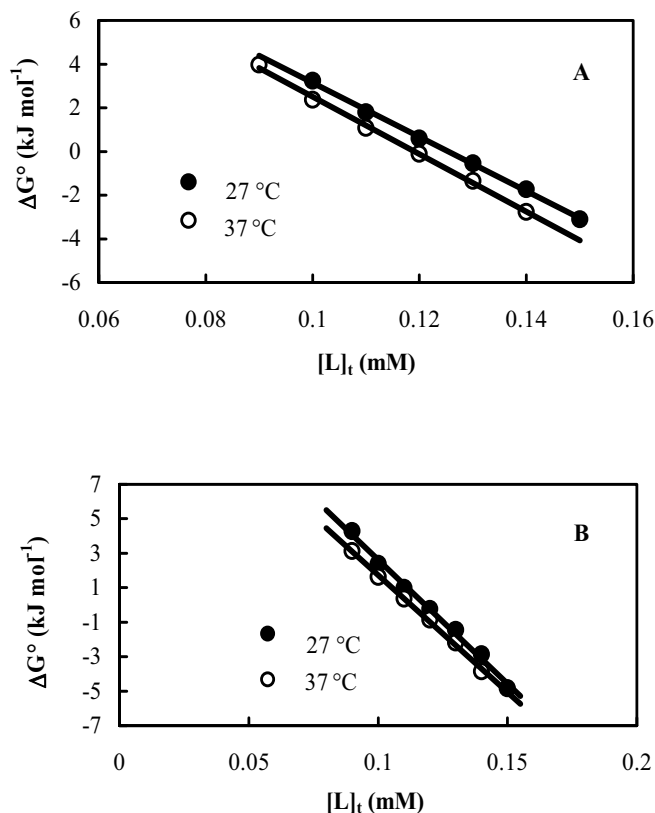 6
4
2
0
-2
-4
-6
ΔG° (kJ mol⁻¹)
A
27 °C
37 °C
0.06 0.08 0.1 0.12 0.14 0.16
[L]ₜ (mM)
7
5
3
1
-1
-3
-5
-7
ΔG° (kJ mol⁻¹)
B
27 °C
37 °C
0 0.05 0.1 0.15 0.2
[L]ₜ (mM)